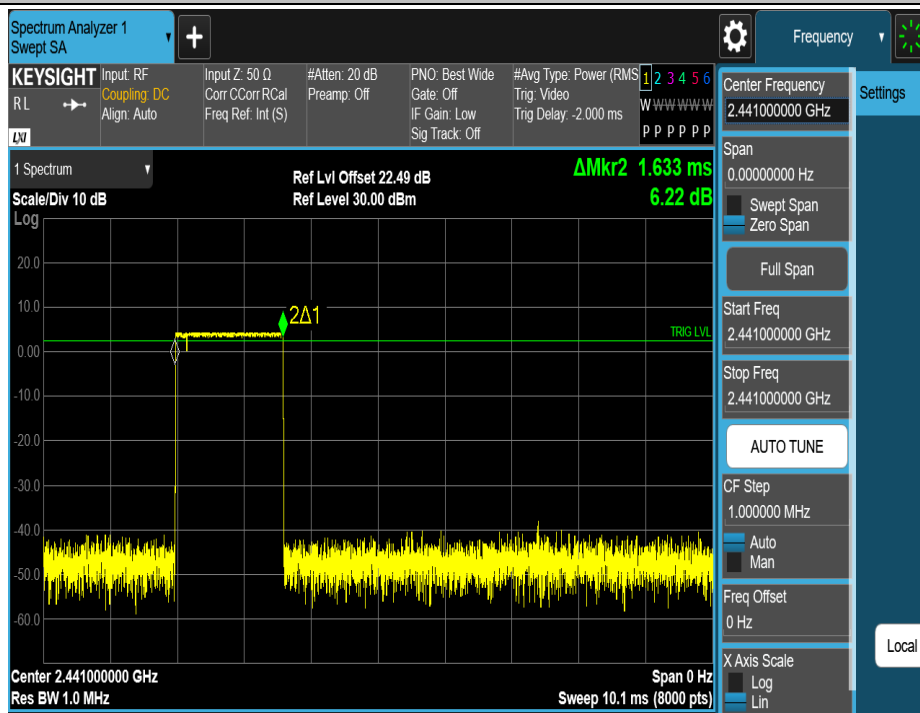 Spectrum Analyzer 1
Swept SA
+
Frequency
KEYSIGHT
RL
LXI
Input: RF
Coupling: DC
Align: Auto
Input Z: 50 Ω
Corr CCorr RCal
Freq Ref: Int (S)
#Atten: 20 dB
Preamp: Off
PNO: Best Wide
Gate: Off
IF Gain: Low
Sig Track: Off
#Avg Type: Power (RMS
Trig: Video
Trig Delay: -2.000 ms
1 2 3 4 5 6
W W W W W W
P P P P P P
1 Spectrum
Scale/Div 10 dB
Log
Ref Lvl Offset 22.49 dB
Ref Level 30.00 dBm
ΔMkr2 1.633 ms
6.22 dB
20.0
10.0
0.00
-10.0
-20.0
-30.0
-40.0
-50.0
-60.0
2Δ1
TRIG LVL
Center 2.441000000 GHz
Res BW 1.0 MHz
Span 0 Hz
Sweep 10.1 ms (8000 pts)
Center Frequency
2.441000000 GHz
Span
0.00000000 Hz
Swept Span
Zero Span
Full Span
Start Freq
2.441000000 GHz
Stop Freq
2.441000000 GHz
AUTO TUNE
CF Step
1.000000 MHz
Auto
Man
Freq Offset
0 Hz
X Axis Scale
Log
Lin
Settings
Local